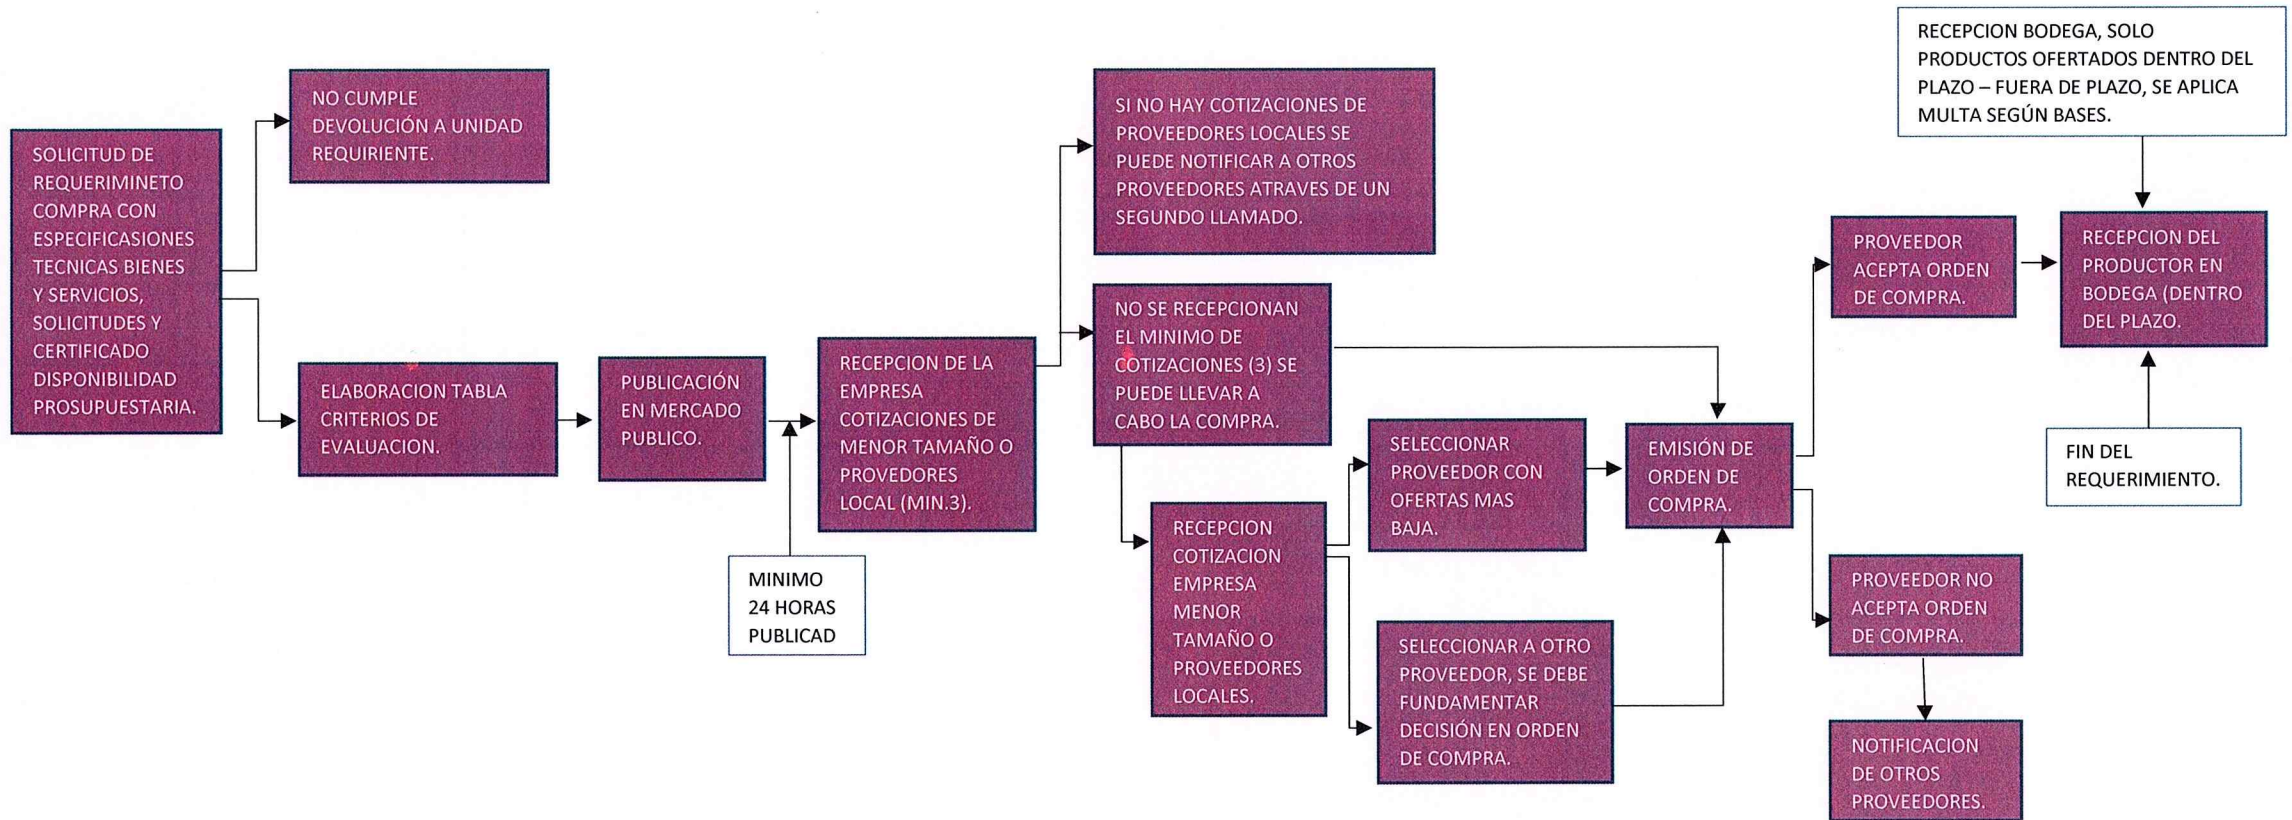 SOLICITUD DE
REQUERIMINETO
COMPRA CON
ESPECIFICASIONES
TECNICAS BIENES
Y SERVICIOS,
SOLICITUDES Y
CERTIFICADO
DISPONIBILIDAD
PROSUPUESTARIA.
NO CUMPLE
DEVOLUCIÓN A UNIDAD
REQUIRIENTE.
ELABORACION TABLA
CRITERIOS DE
EVALUACION.
PUBLICACIÓN
EN MERCADO
PUBLICO.
MINIMO
24 HORAS
PUBLICAD
RECEPCION DE LA
EMPRESA
COTIZACIONES DE
MENOR TAMAÑO O
PROVEDORES
LOCAL (MIN.3).
SI NO HAY COTIZACIONES DE
PROVEEDORES LOCALES SE
PUEDE NOTIFICAR A OTROS
PROVEEDORES ATRAVES DE UN
SEGUNDO LLAMADO.
NO SE RECEPCIONAN
EL MINIMO DE
COTIZACIONES (3) SE
PUEDE LLEVAR A
CABO LA COMPRA.
RECEPCION
COTIZACION
EMPRESA
MENOR
TAMAÑO O
PROVEEDORES
LOCALES.
SELECCIONAR
PROVEEDOR CON
OFERTAS MAS
BAJA.
SELECCIONAR A OTRO
PROVEEDOR, SE DEBE
FUNDAMENTAR
DECISIÓN EN ORDEN
DE COMPRA.
EMISIÓN DE
ORDEN DE
COMPRA.
PROVEEDOR
ACEPTA ORDEN
DE COMPRA.
PROVEEDOR NO
ACEPTA ORDEN
DE COMPRA.
NOTIFICACION
DE OTROS
PROVEEDORES.
RECEPCION BODEGA, SOLO
PRODUCTOS OFERTADOS DENTRO DEL
PLAZO – FUERA DE PLAZO, SE APLICA
MULTA SEGÚN BASES.
RECEPCION DEL
PRODUCTOR EN
BODEGA (DENTRO
DEL PLAZO.
FIN DEL
REQUERIMIENTO.